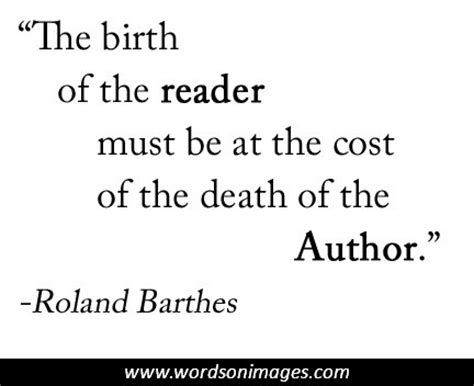 “The birth
of the reader
must be at the cost
of the death of the
Author.”
-Roland Barthes
www.wordsonimages.com